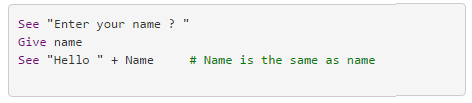 See "Enter your name ? "
Give name
See "Hello " + Name     # Name is the same as name